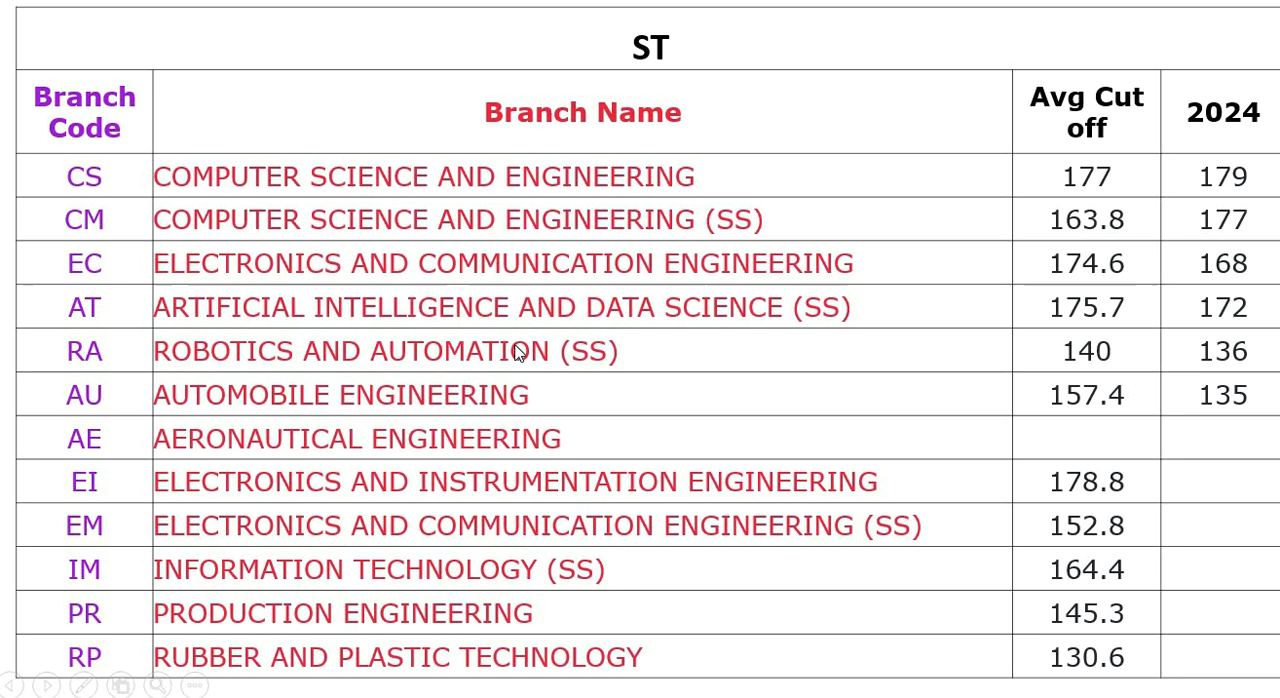 ST
Branch Code Branch Name Avg Cut off 2024
CS COMPUTER SCIENCE AND ENGINEERING 177 179
CM COMPUTER SCIENCE AND ENGINEERING (SS) 163.8 177
EC ELECTRONICS AND COMMUNICATION ENGINEERING 174.6 168
AT ARTIFICIAL INTELLIGENCE AND DATA SCIENCE (SS) 175.7 172
RA ROBOTICS AND AUTOMATION (SS) 140 136
AU AUTOMOBILE ENGINEERING 157.4 135
AE AERONAUTICAL ENGINEERING
EI ELECTRONICS AND INSTRUMENTATION ENGINEERING 178.8
EM ELECTRONICS AND COMMUNICATION ENGINEERING (SS) 152.8
IM INFORMATION TECHNOLOGY (SS) 164.4
PR PRODUCTION ENGINEERING 145.3
RP RUBBER AND PLASTIC TECHNOLOGY 130.6